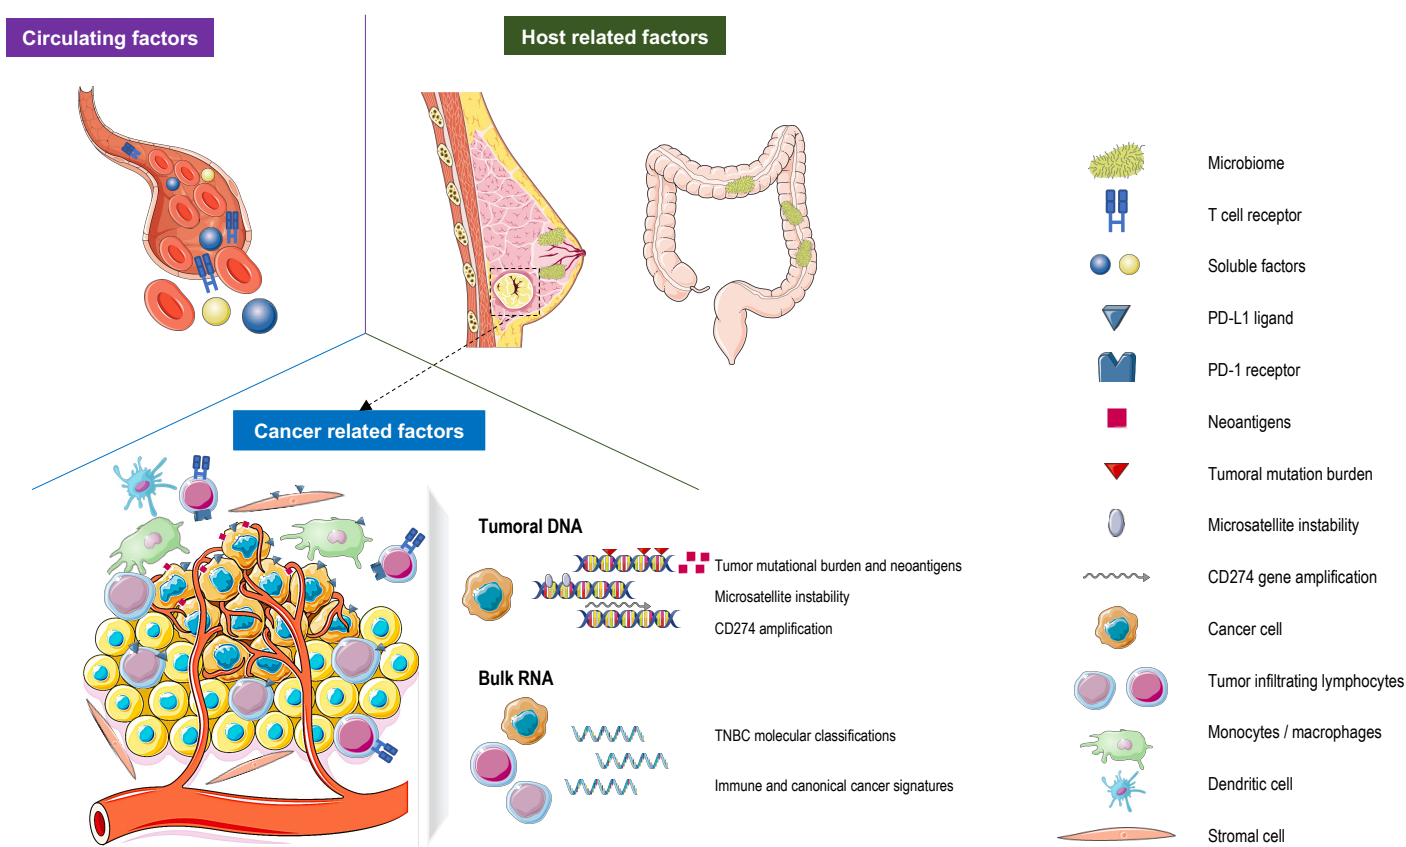 Circulating factors
Host related factors
Cancer related factors
Tumoral DNA
Tumor mutational burden and neoantigens
Microsatellite instability
CD274 amplification
Bulk RNA
TNBC molecular classifications
Immune and canonical cancer signatures
Microbiome
T cell receptor
Soluble factors
PD-L1 ligand
PD-1 receptor
Neoantigens
Tumoral mutation burden
Microsatellite instability
CD274 gene amplification
Cancer cell
Tumor infiltrating lymphocytes
Monocytes / macrophages
Dendritic cell
Stromal cell